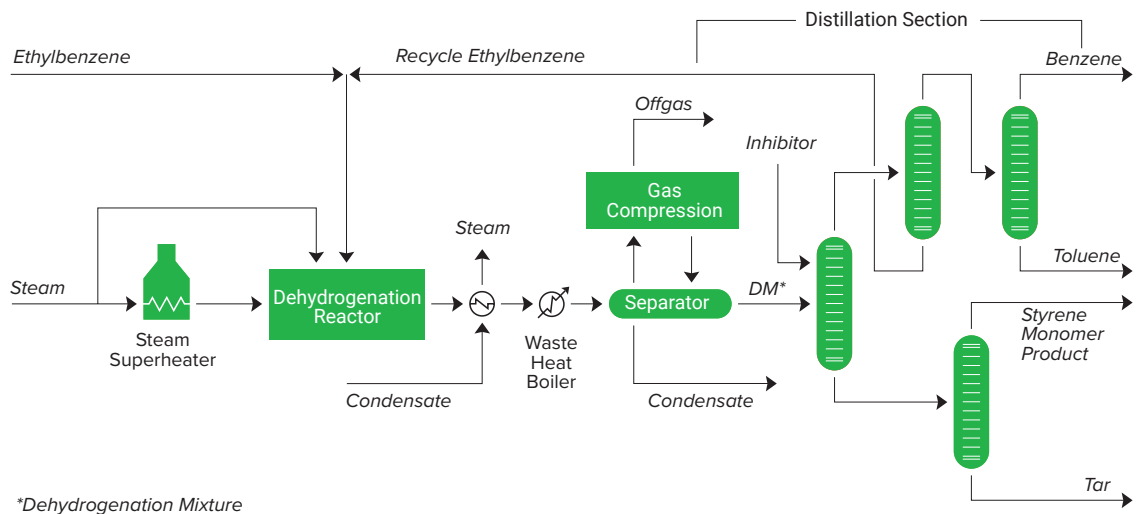 Distillation Section
Ethylbenzene
Recycle Ethylbenzene
Benzene
Offgas
Inhibitor
Gas
Compression
Steam
Steam
Dehydrogenation
Reactor
Separator
DM*
Toluene
Styrene
Monomer
Product
Steam
Superheater
Waste
Heat
Boiler
Condensate
Condensate
Tar
*Dehydrogenation Mixture